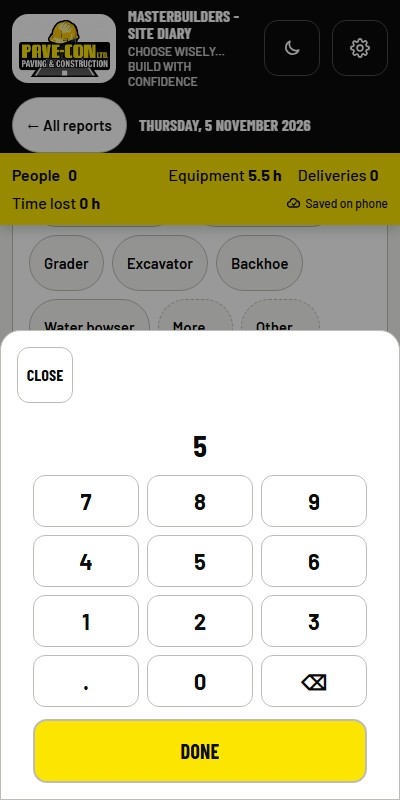 PAVE-CON LTD.
PAVING & CONSTRUCTION
MASTERBUILDERS -
SITE DIARY
CHOOSE WISELY...
BUILD WITH
CONFIDENCE
← All reports
THURSDAY, 5 NOVEMBER 2026
People 0
Equipment 5.5 h
Deliveries 0
Time lost 0 h
Saved on phone
Grader
Excavator
Backhoe
Water bowser
More
Other
CLOSE
5
7 8 9
4 5 6
1 2 3
. 0 ⌫
DONE